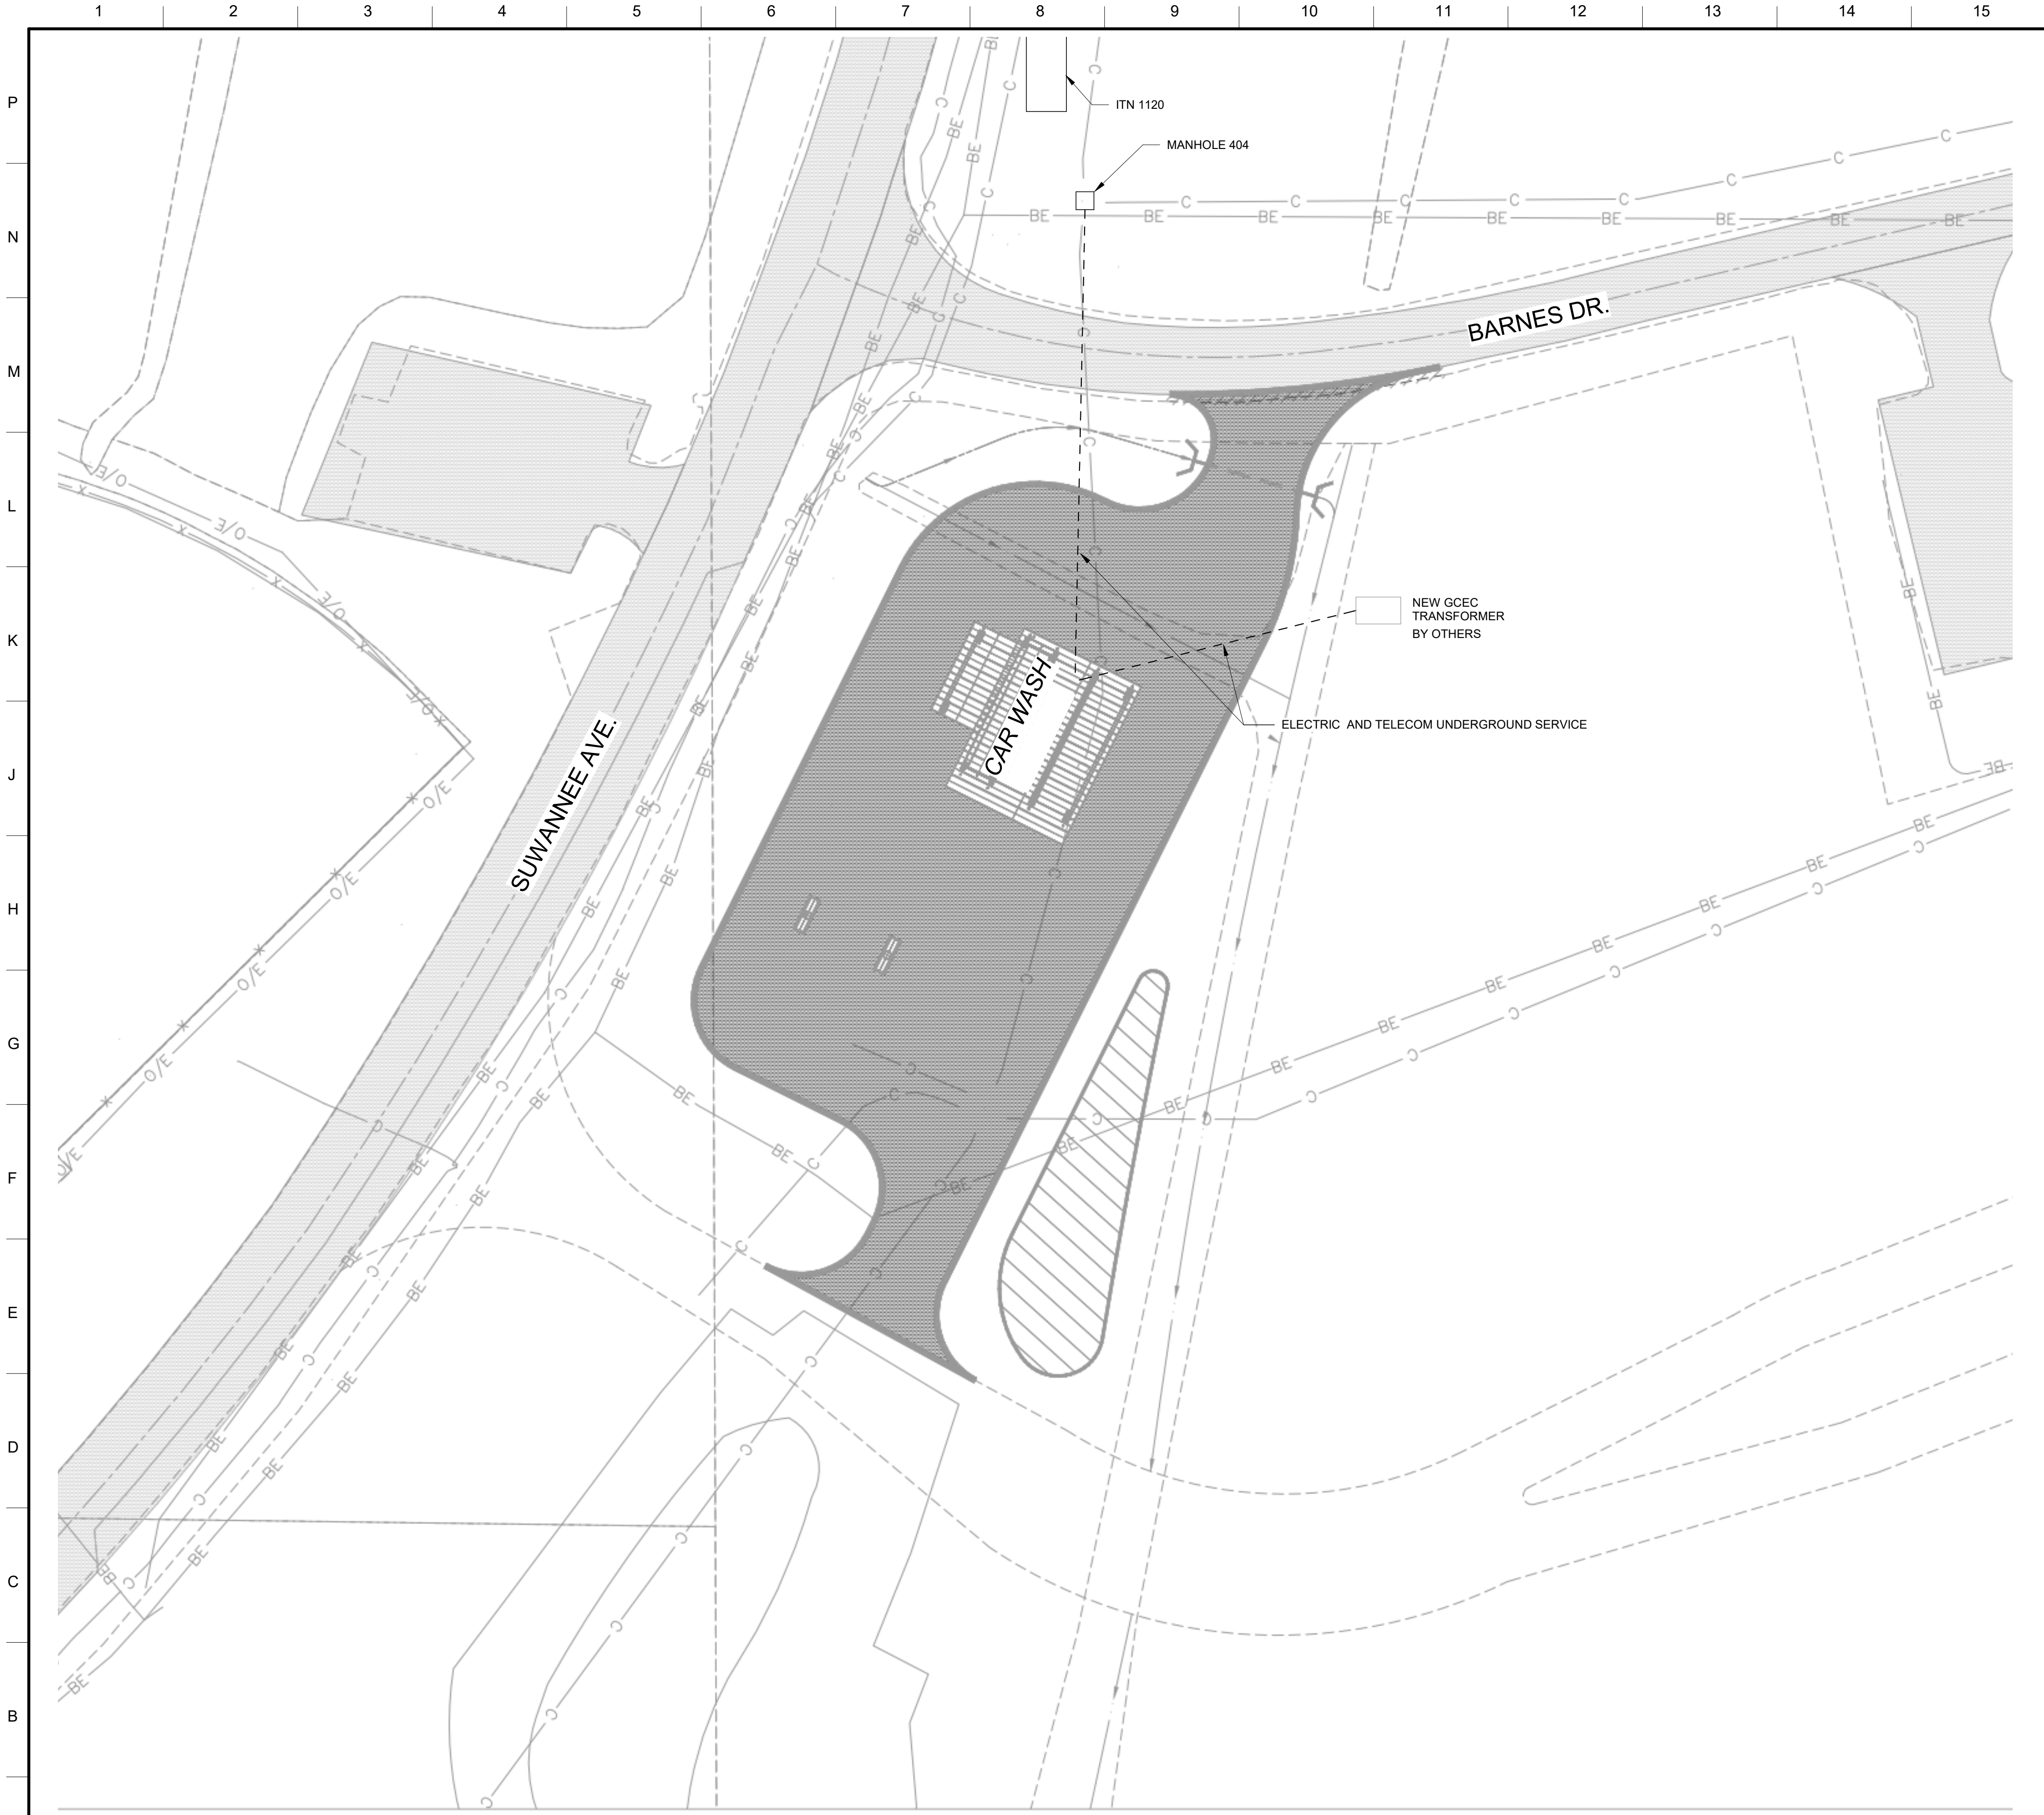 1 2 3 4 5 6 7 8 9 10 11 12 13 14 15
P
ITN 1120
MANHOLE 404
N
BARNES DR.
M
L
NEW GCEC
TRANSFORMER
BY OTHERS
K
CAR WASH
ELECTRIC AND TELECOM UNDERGROUND SERVICE
SUWANNEE AVE.
J
H
G
F
E
D
C
B
BE
C
O/E